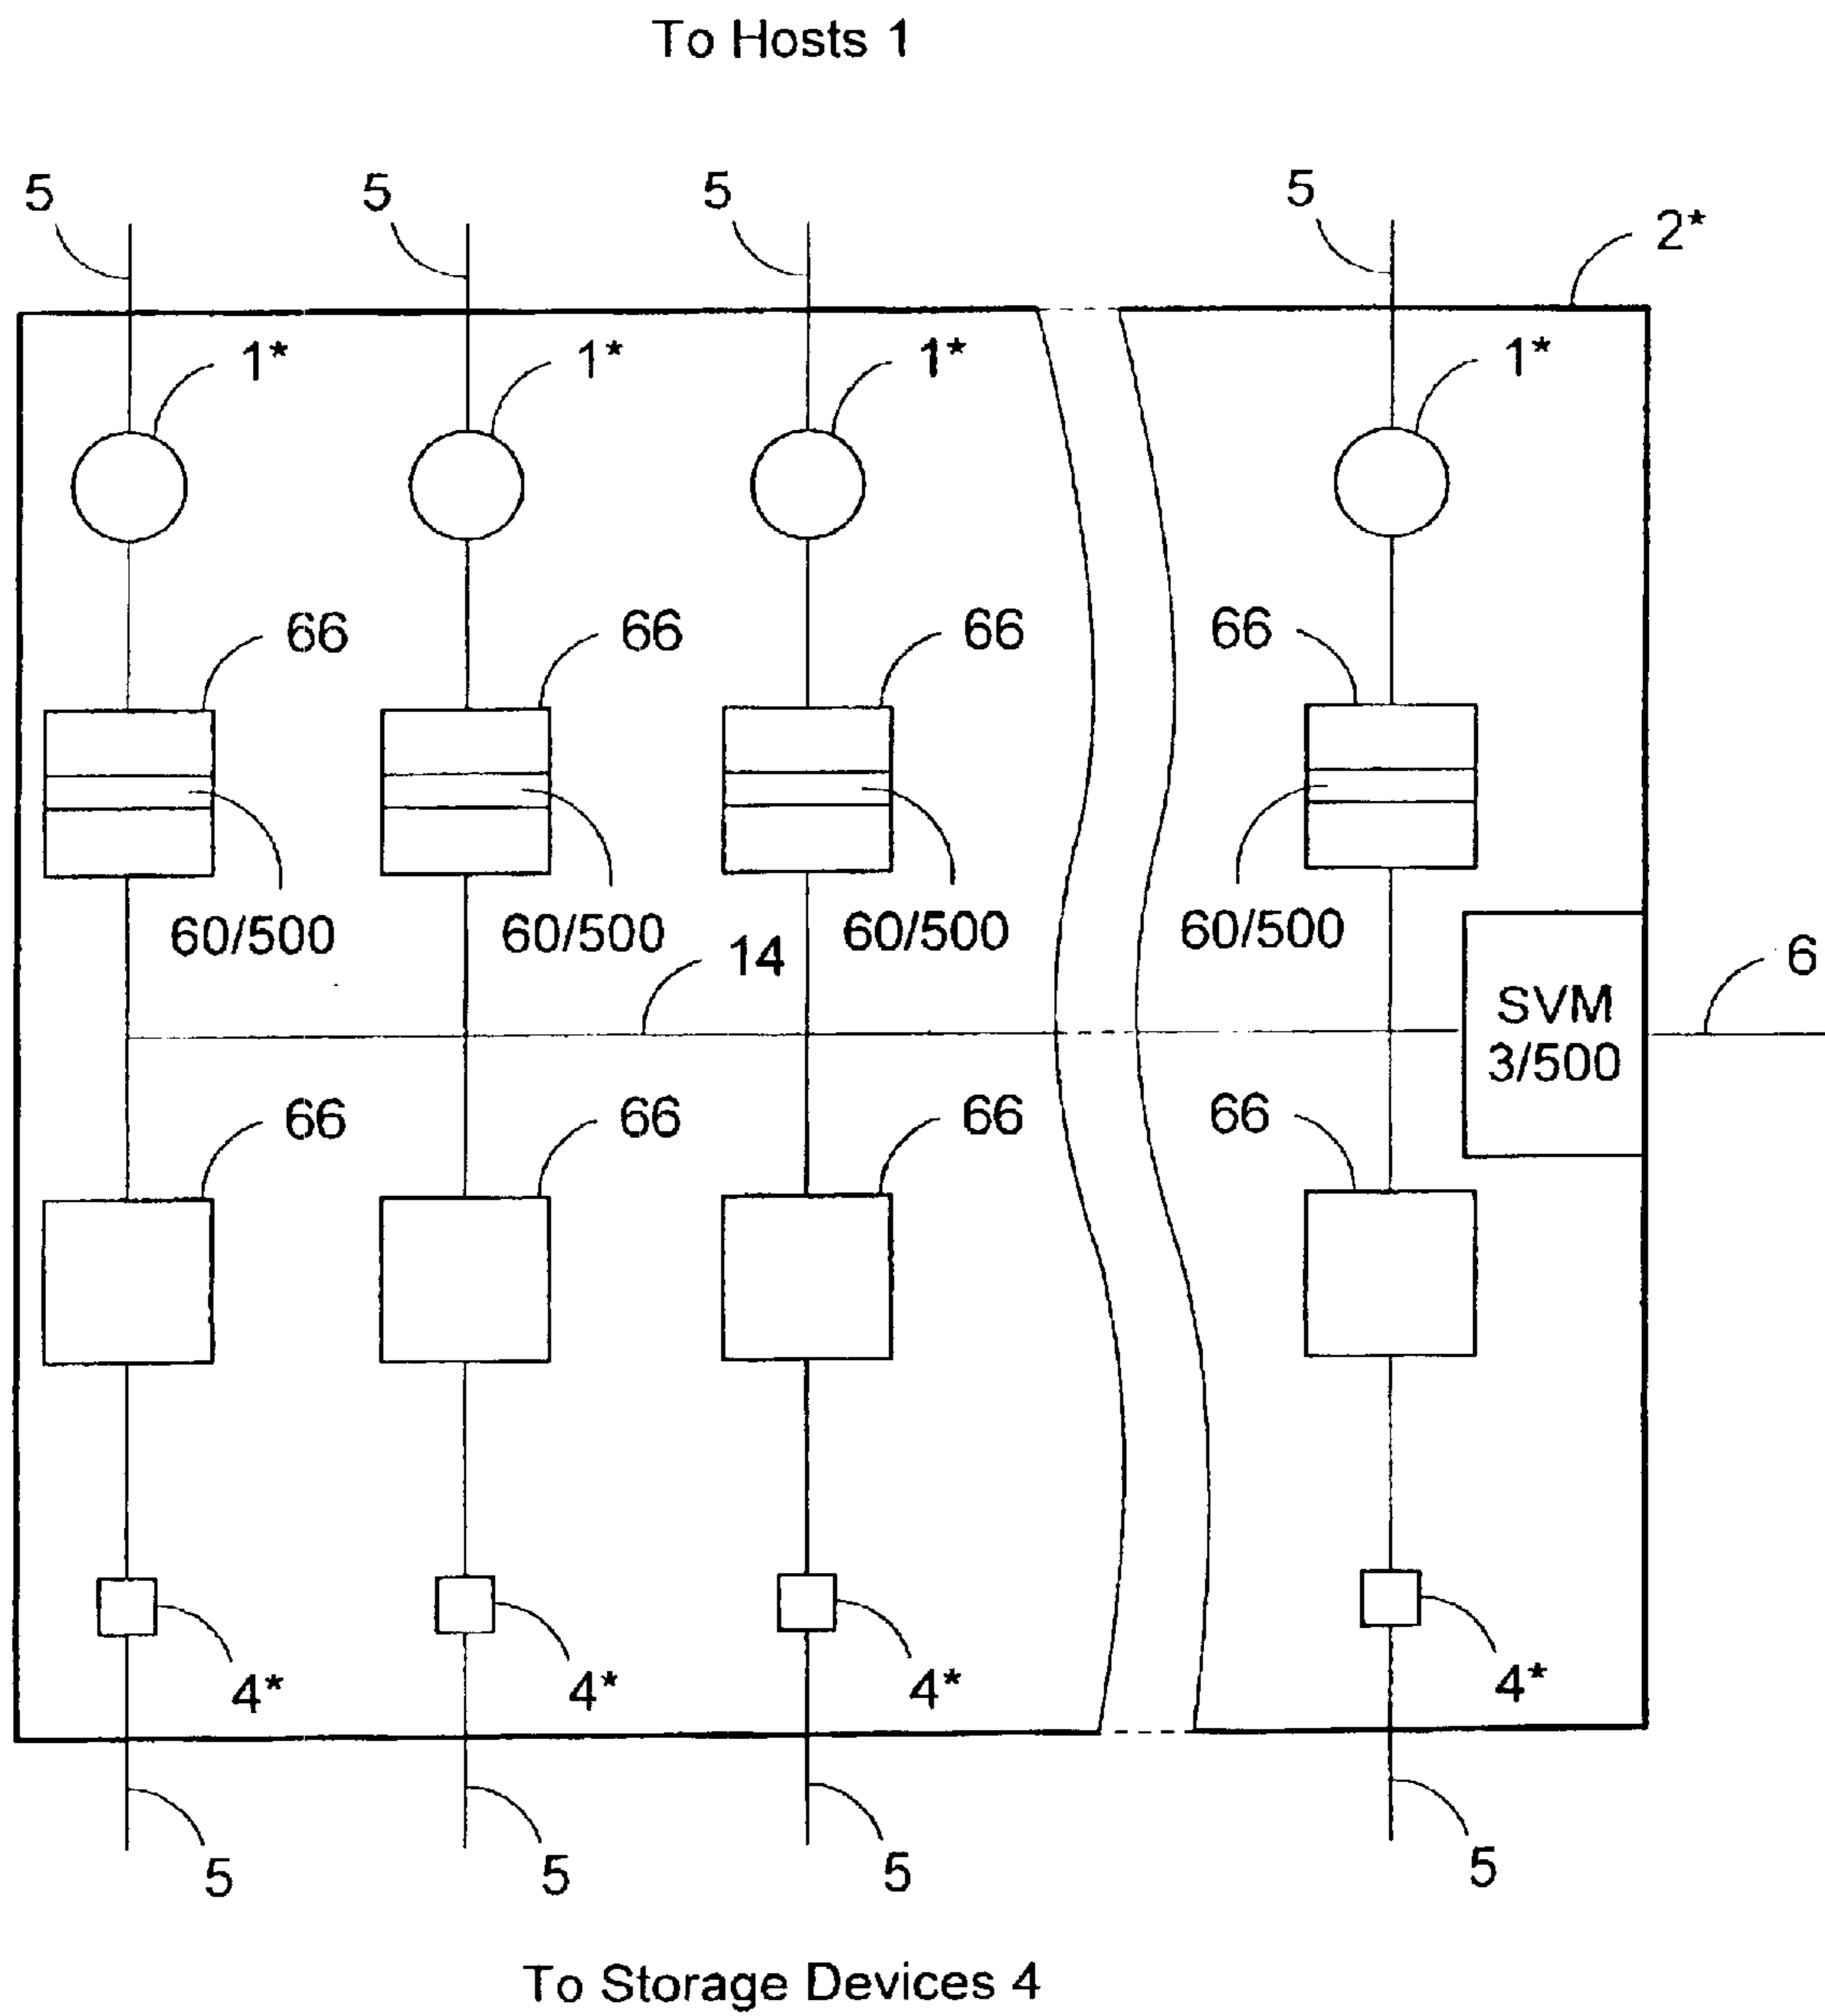 To Hosts 1
5 5 5 5
2*
1* 1* 1* 1*
66 66 66 66
60/500 60/500 60/500 60/500
14
6
SVM
3/500
66 66 66 66
4* 4* 4* 4*
5 5 5 5
To Storage Devices 4